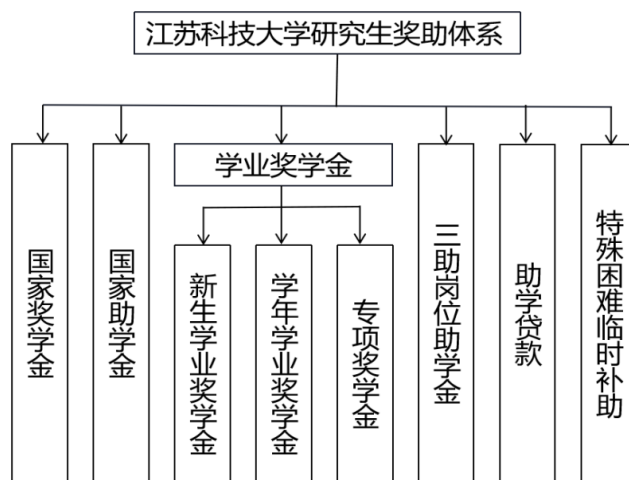 江苏科技大学研究生奖助体系
国家奖学金
国家助学金
学业奖学金
新生学业奖学金
学年学业奖学金
专项奖学金
三助岗位助学金
助学贷款
特殊困难临时补助